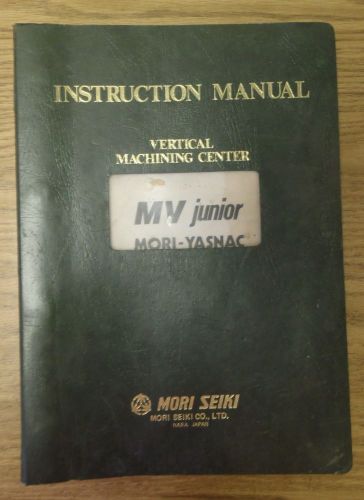 INSTRUCTION MANUAL
VERTICAL
MACHINING CENTER
MV junior
MORI-YASNAC
MORI SEIKI
MORI SEIKI CO., LTD.
NARA JAPAN